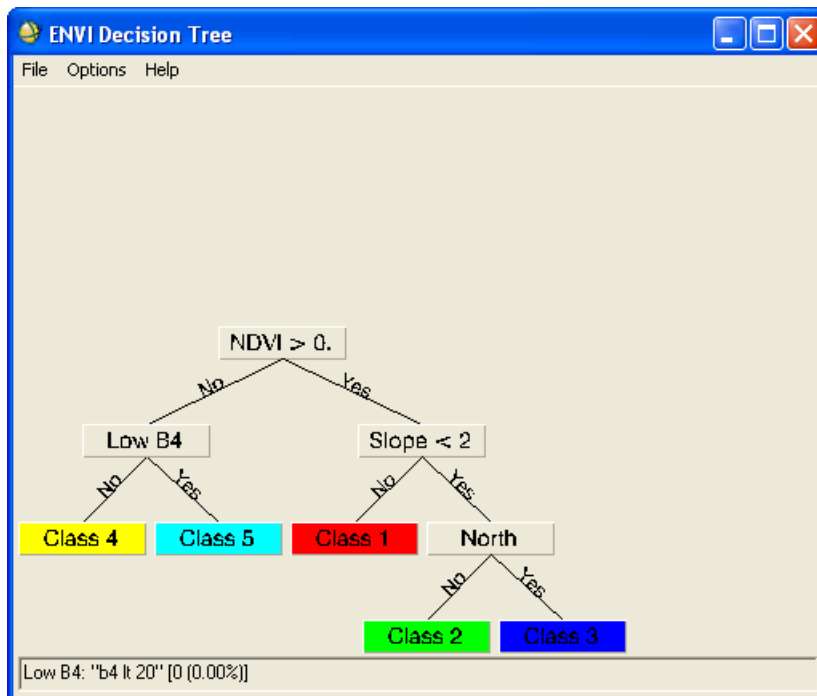 ENVI Decision Tree
File Options Help
NDVI > 0.
No Yes
Low B4 Slope < 2
No Yes No Yes
Class 4 Class 5 Class 1 North
No Yes
Class 2 Class 3
Low B4: "b4 lt 20" [0 (0.00%)]